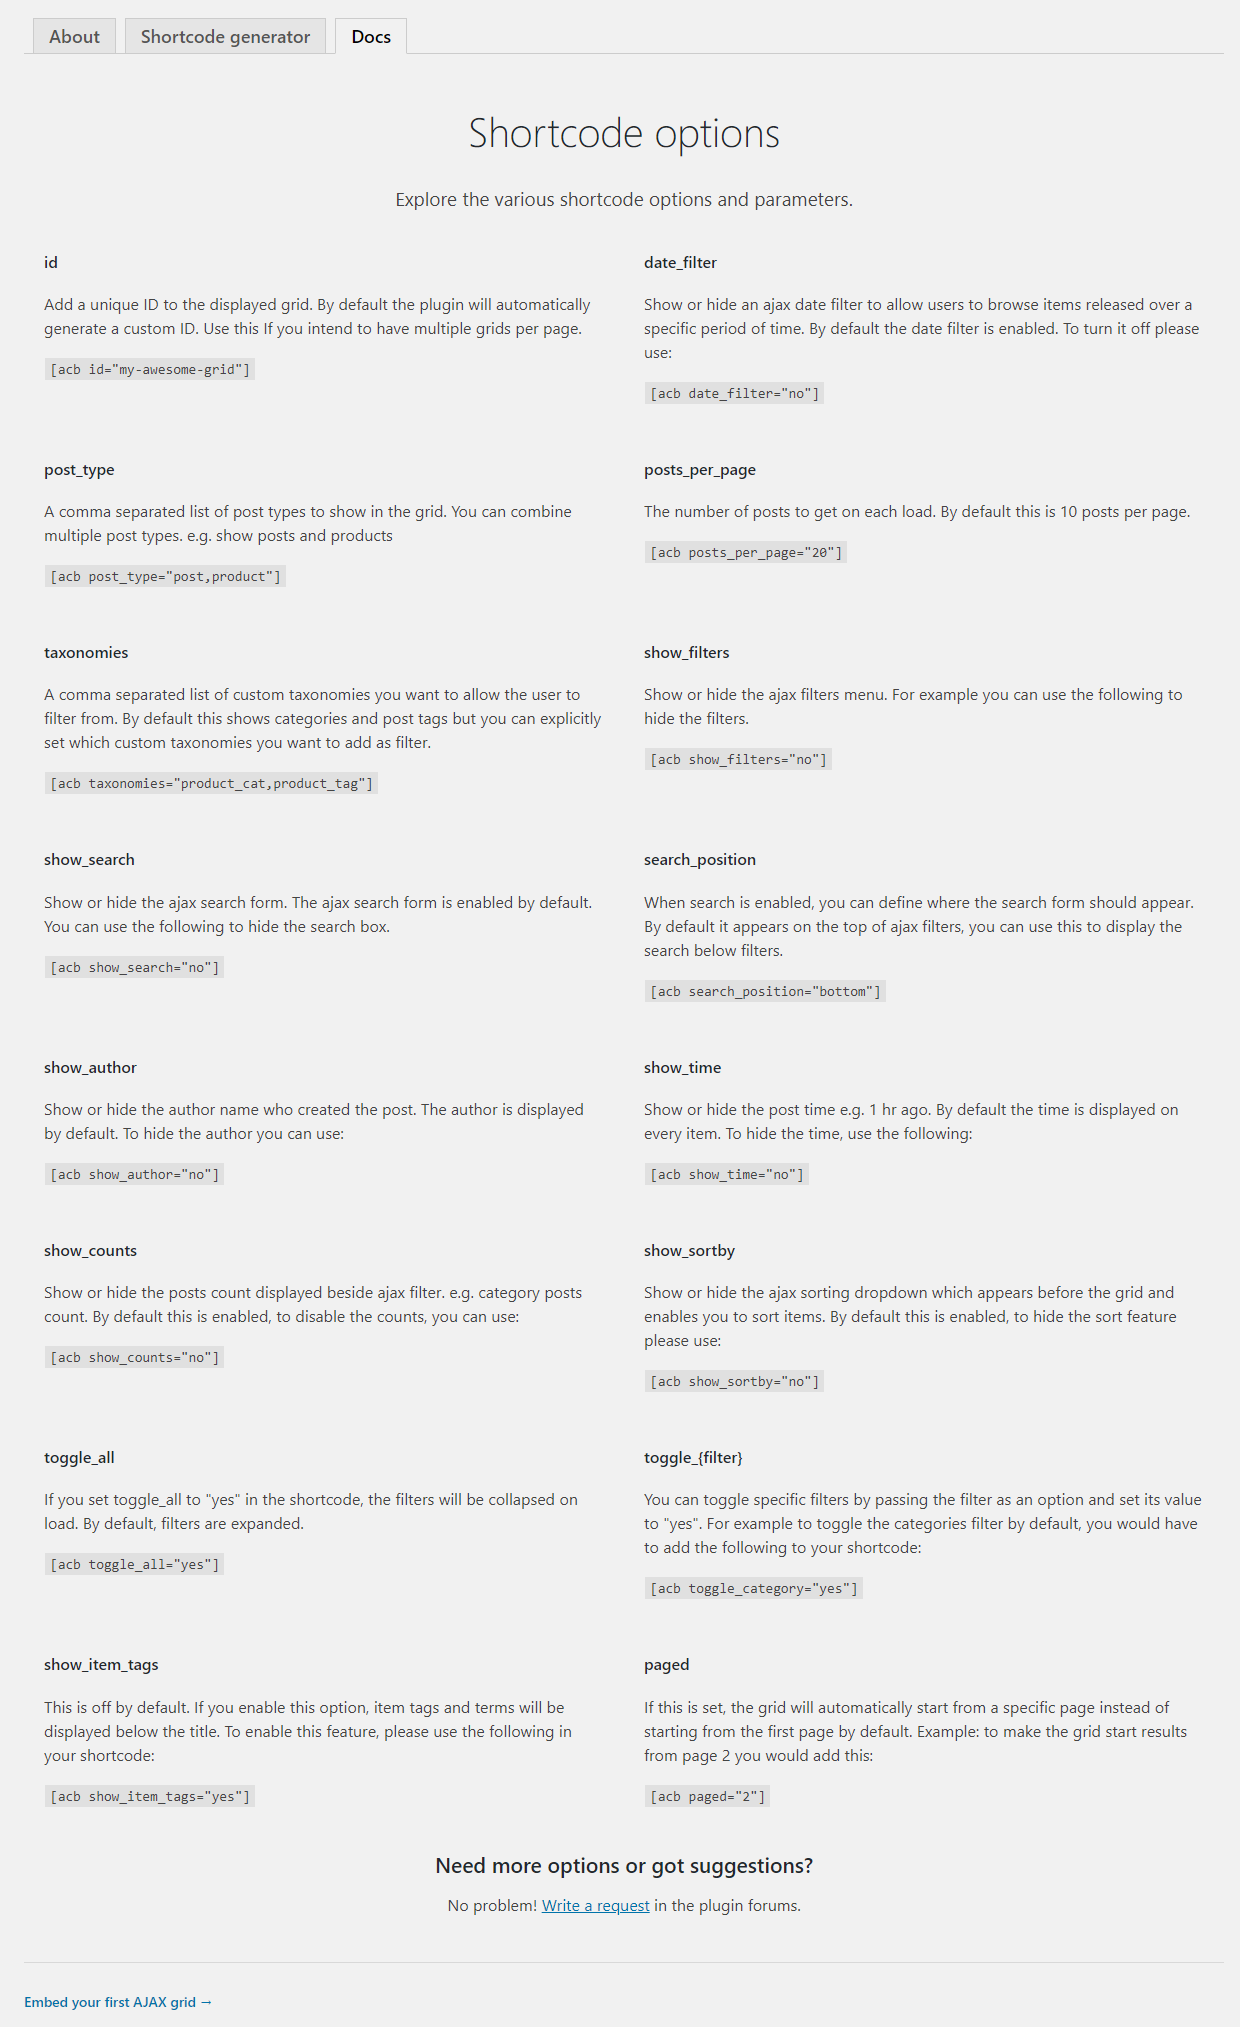 About
Shortcode generator
Docs
Shortcode options
Explore the various shortcode options and parameters.
id
Add a unique ID to the displayed grid. By default the plugin will automatically
generate a custom ID. Use this If you intend to have multiple grids per page.
[acb id="my-awesome-grid"]
date_filter
Show or hide an ajax date filter to allow users to browse items released over a
specific period of time. By default the date filter is enabled. To turn it off please
use:
[acb date_filter="no"]
post_type
A comma separated list of post types to show in the grid. You can combine
multiple post types. e.g. show posts and products
[acb post_type="post,product"]
posts_per_page
The number of posts to get on each load. By default this is 10 posts per page.
[acb posts_per_page="20"]
taxonomies
A comma separated list of custom taxonomies you want to allow the user to
filter from. By default this shows categories and post tags but you can explicitly
set which custom taxonomies you want to add as filter.
[acb taxonomies="product_cat,product_tag"]
show_filters
Show or hide the ajax filters menu. For example you can use the following to
hide the filters.
[acb show_filters="no"]
show_search
Show or hide the ajax search form. The ajax search form is enabled by default.
You can use the following to hide the search box.
[acb show_search="no"]
search_position
When search is enabled, you can define where the search form should appear.
By default it appears on the top of ajax filters, you can use this to display the
search below filters.
[acb search_position="bottom"]
show_author
Show or hide the author name who created the post. The author is displayed
by default. To hide the author you can use:
[acb show_author="no"]
show_time
Show or hide the post time e.g. 1 hr ago. By default the time is displayed on
every item. To hide the time, use the following:
[acb show_time="no"]
show_counts
Show or hide the posts count displayed beside ajax filter. e.g. category posts
count. By default this is enabled, to disable the counts, you can use:
[acb show_counts="no"]
show_sortby
Show or hide the ajax sorting dropdown which appears before the grid and
enables you to sort items. By default this is enabled, to hide the sort feature
please use:
[acb show_sortby="no"]
toggle_all
If you set toggle_all to "yes" in the shortcode, the filters will be collapsed on
load. By default, filters are expanded.
[acb toggle_all="yes"]
toggle_{filter}
You can toggle specific filters by passing the filter as an option and set its value
to "yes". For example to toggle the categories filter by default, you would have
to add the following to your shortcode:
[acb toggle_category="yes"]
show_item_tags
This is off by default. If you enable this option, item tags and terms will be
displayed below the title. To enable this feature, please use the following in
your shortcode:
[acb show_item_tags="yes"]
paged
If this is set, the grid will automatically start from a specific page instead of
starting from the first page by default. Example: to make the grid start results
from page 2 you would add this:
[acb paged="2"]
Need more options or got suggestions?
No problem! Write a request in the plugin forums.
Embed your first AJAX grid →